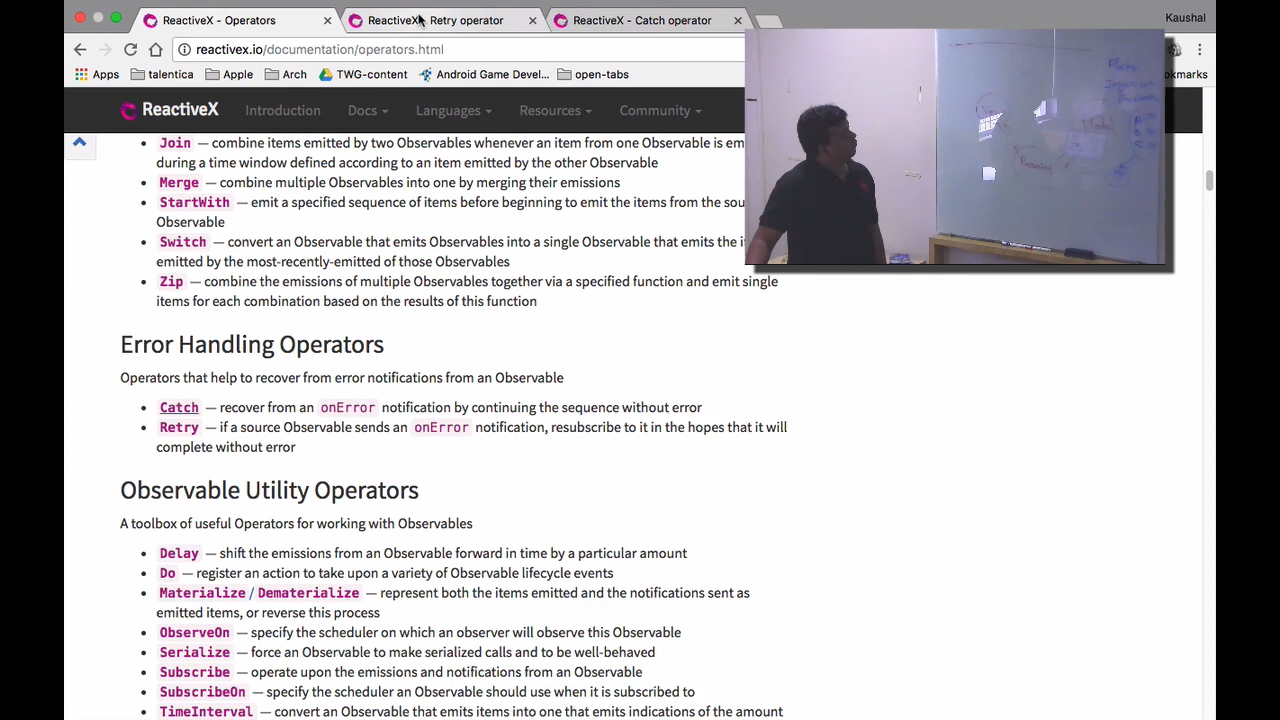 ReactiveX - Operators
ReactiveX - Retry operator
ReactiveX - Catch operator
Kaushal
reactivex.io/documentation/operators.html
Apps
talentica
Apple
Arch
TWG-content
Android Game Devel...
open-tabs
ReactiveX
Introduction
Docs
Languages
Resources
Community
Join — combine items emitted by two Observables whenever an item from one Observable is
during a time window defined according to an item emitted by the other Observable
Merge — combine multiple Observables into one by merging their emissions
StartWith — emit a specified sequence of items before beginning to emit the items from the
Observable
Switch — convert an Observable that emits Observables into a single Observable that emits the
emitted by the most-recently-emitted of those Observables
Zip — combine the emissions of multiple Observables together via a specified function and emit single
items for each combination based on the results of this function
Error Handling Operators
Operators that help to recover from error notifications from an Observable
Catch — recover from an onError notification by continuing the sequence without error
Retry — if a source Observable sends an onError notification, resubscribe to it in the hopes that it will
complete without error
Observable Utility Operators
A toolbox of useful Operators for working with Observables
Delay — shift the emissions from an Observable forward in time by a particular amount
Do — register an action to take upon a variety of Observable lifecycle events
Materialize / Dematerialize — represent both the items emitted and the notifications sent as
emitted items, or reverse this process
ObserveOn — specify the scheduler on which an observer will observe this Observable
Serialize — force an Observable to make serialized calls and to be well-behaved
Subscribe — operate upon the emissions and notifications from an Observable
SubscribeOn — specify the scheduler an Observable should use when it is subscribed to
TimeInterval — convert an Observable that emits items into one that emits indications of the amount